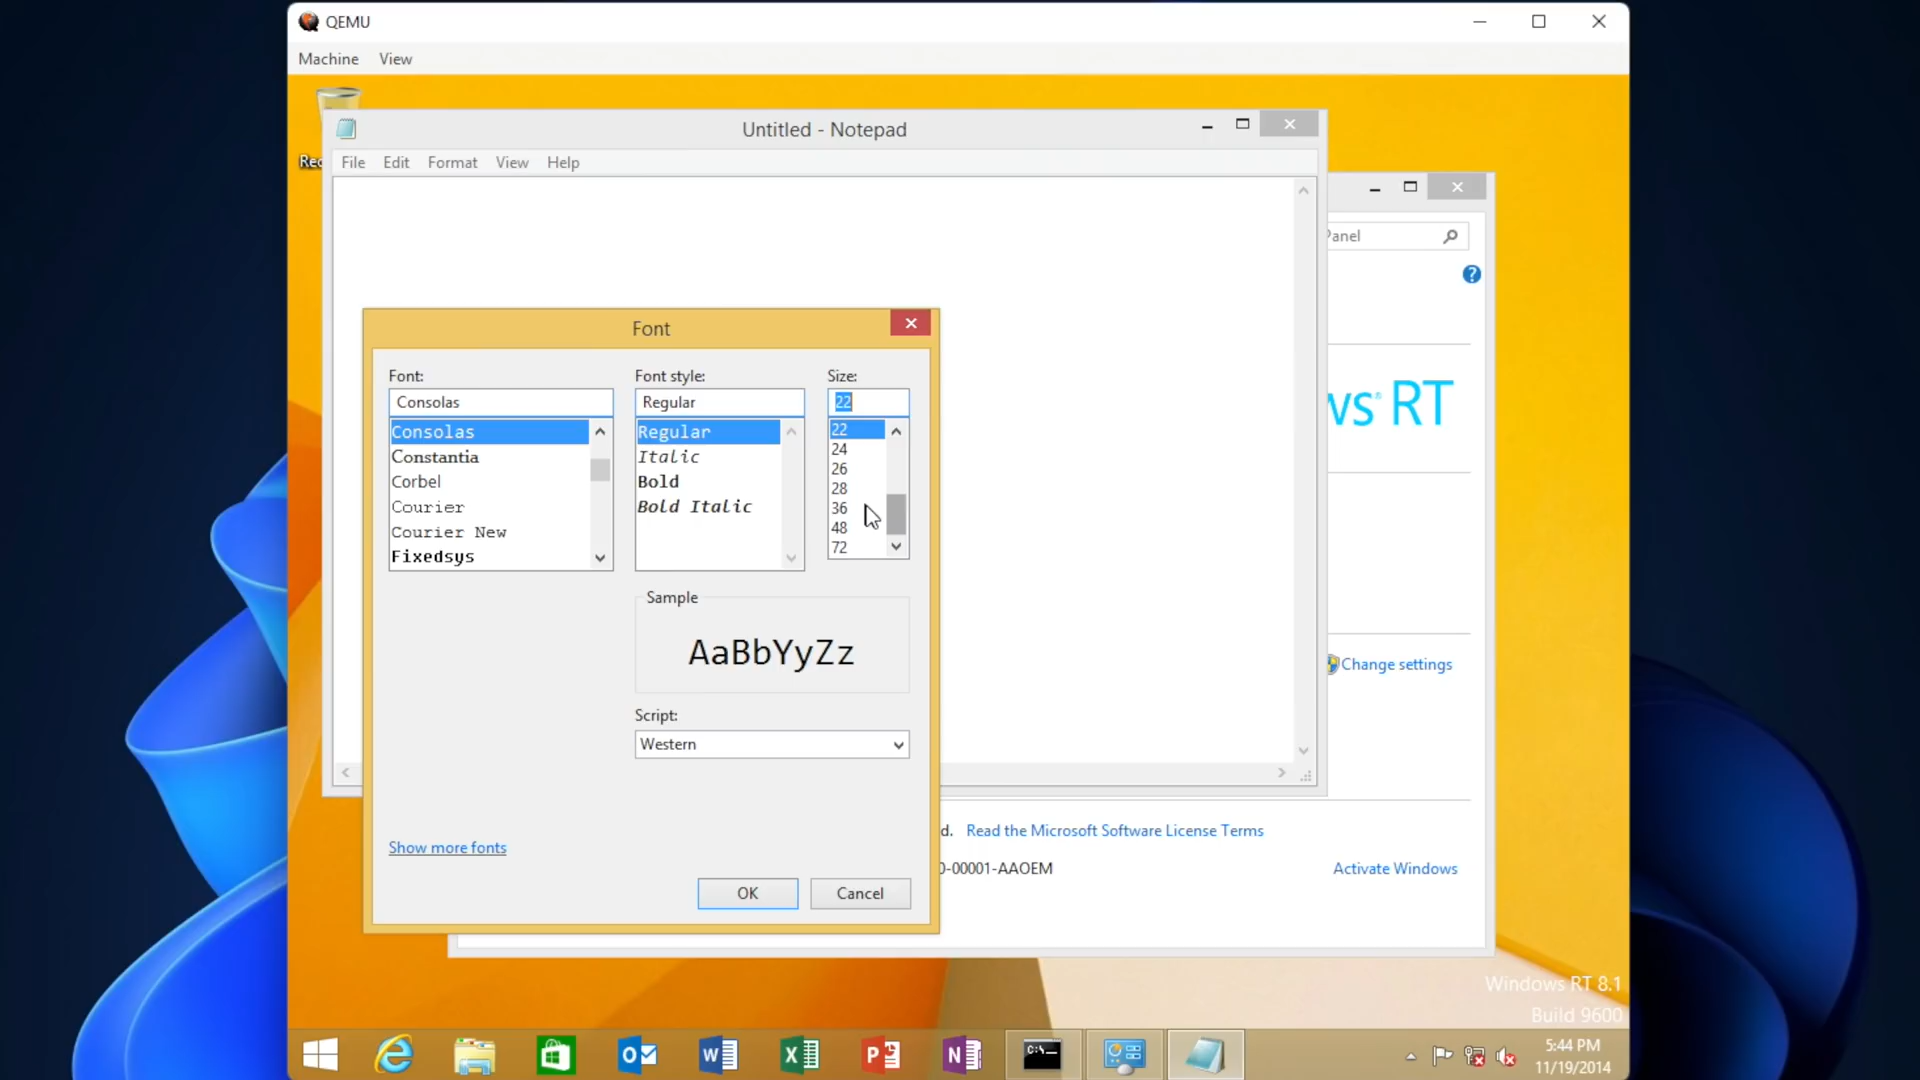 QEMU
Machine View
Untitled - Notepad
Rec
File Edit Format View Help
Panel
Font
ws® RT
Font: Font style: Size:
Consolas Regular 22
Consolas Regular 22
Constantia Italic 24
Corbel Bold 26
Courier Bold Italic 28
Courier New 36
Fixedsys 48
72
Sample
AaBbYyZz
Change settings
Script:
Western
d. Read the Microsoft Software License Terms
Show more fonts
0-00001-AAOEM Activate Windows
OK Cancel
Windows RT 8.1
Build 9600
C:\
5:44 PM
11/19/2014